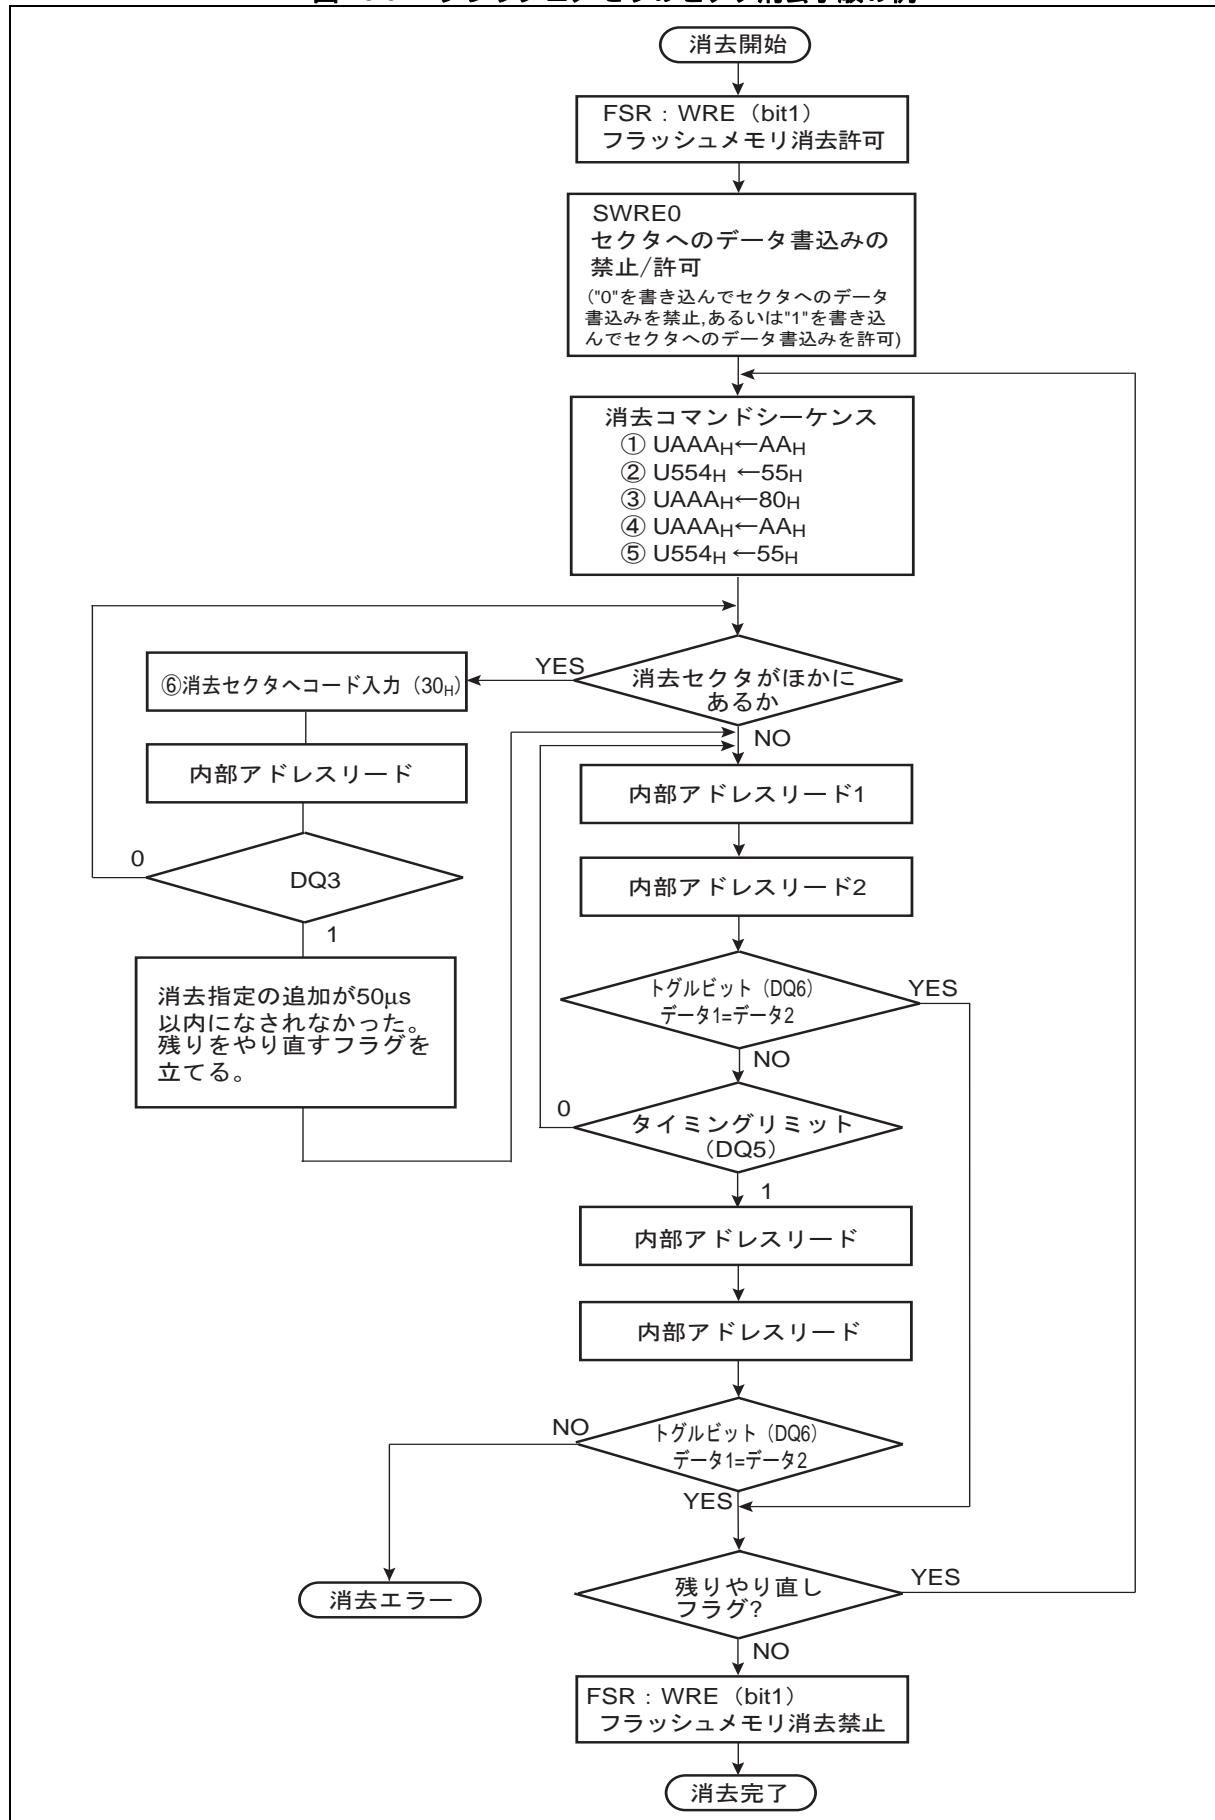 消去開始
FSR：WRE（bit1）
フラッシュメモリ消去許可
SWRE0
セクタへのデータ書込みの
禁止/許可
("0"を書き込んでセクタへのデータ
書込みを禁止,あるいは"1"を書き込
んでセクタへのデータ書込みを許可)
消去コマンドシーケンス
① UAAAH←AAH
② U554H ←55H
③ UAAAH←80H
④ UAAAH←AAH
⑤ U554H ←55H
YES
消去セクタがほかに
あるか
NO
⑥消去セクタへコード入力（30H）
内部アドレスリード
0
DQ3
1
消去指定の追加が50μs
以内になされなかった。
残りをやり直すフラグを
立てる。
内部アドレスリード1
内部アドレスリード2
トグルビット（DQ6）
データ1=データ2
YES
NO
0
タイミングリミット
（DQ5）
1
内部アドレスリード
内部アドレスリード
NO
トグルビット（DQ6）
データ1=データ2
YES
消去エラー
残りやり直し
フラグ?
YES
NO
FSR：WRE（bit1）
フラッシュメモリ消去禁止
消去完了